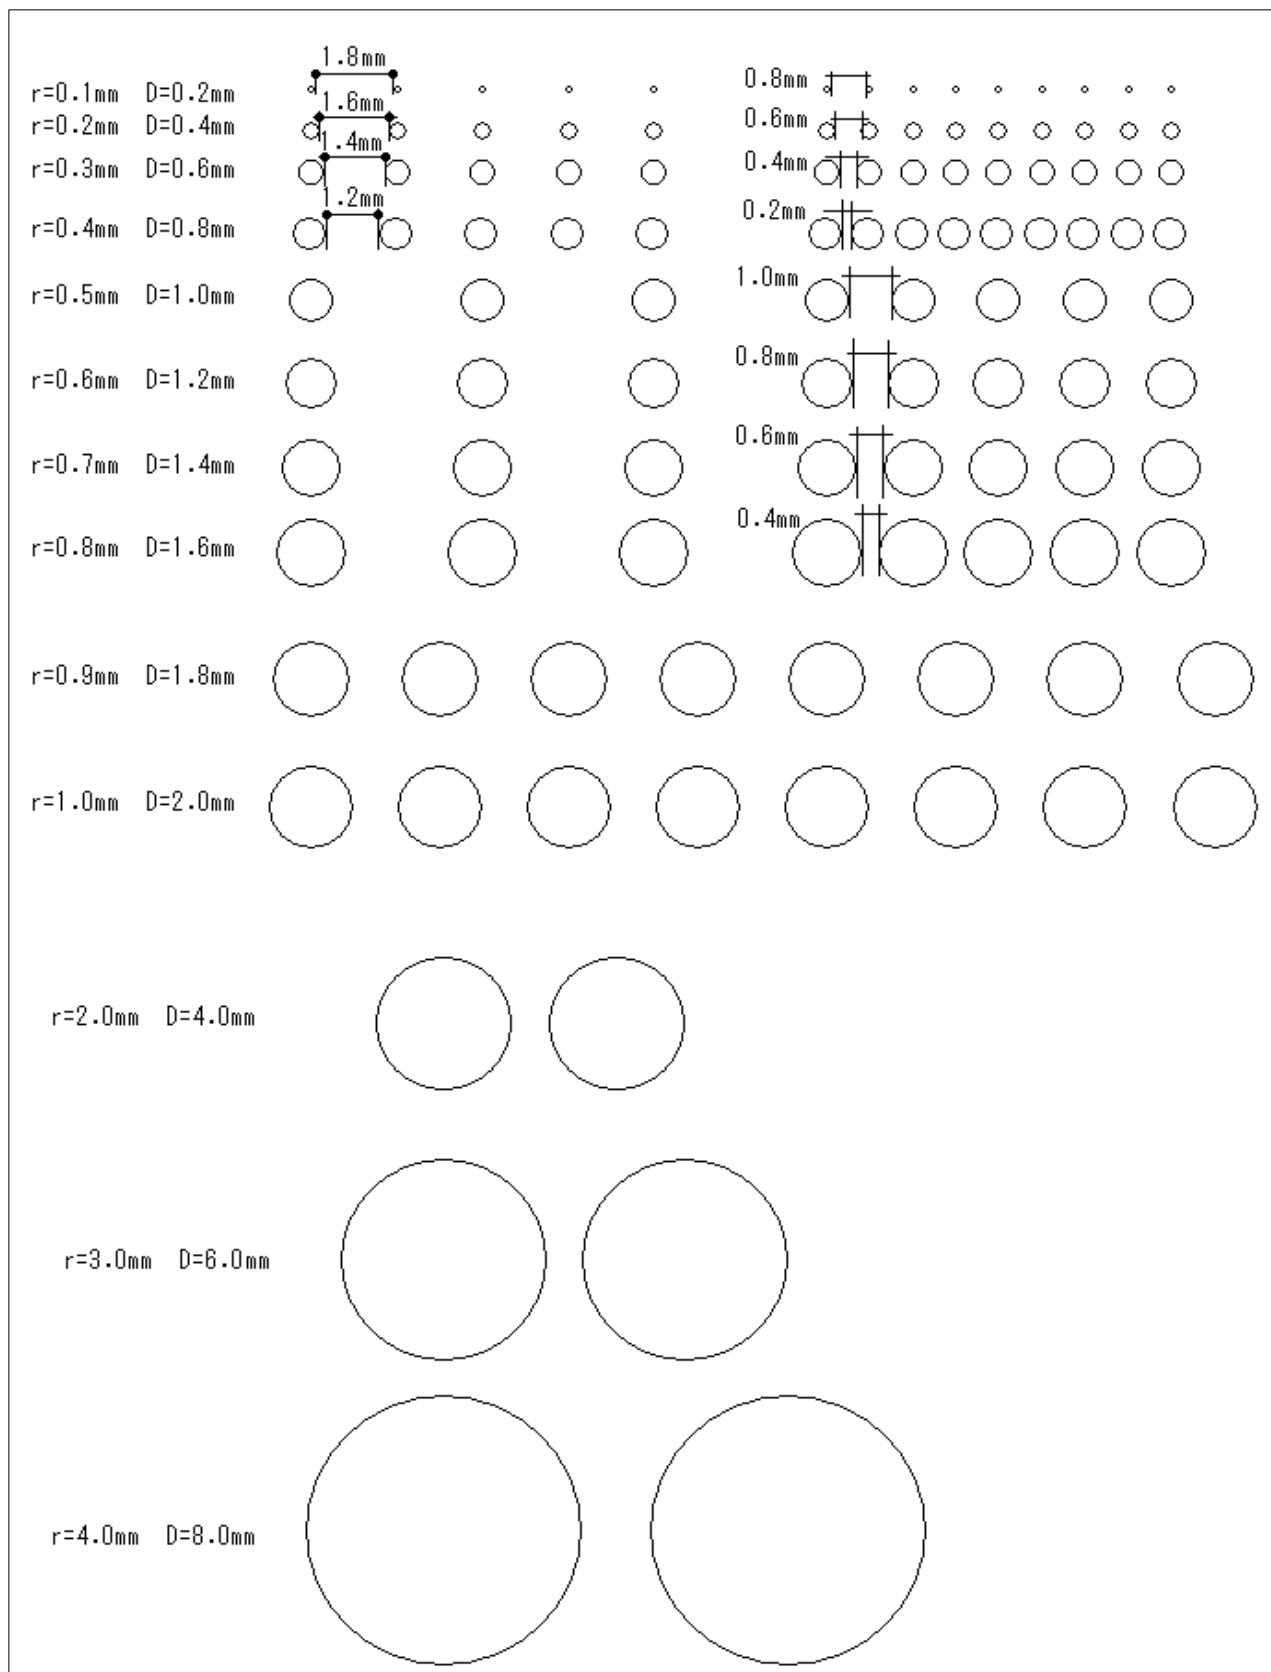 1.8mm
r=0.1mm D=0.2mm 0.8mm
1.6mm
r=0.2mm D=0.4mm 0.6mm
1.4mm
r=0.3mm D=0.6mm 0.4mm
1.2mm
r=0.4mm D=0.8mm 0.2mm
r=0.5mm D=1.0mm 1.0mm
r=0.6mm D=1.2mm 0.8mm
r=0.7mm D=1.4mm 0.6mm
r=0.8mm D=1.6mm 0.4mm
r=0.9mm D=1.8mm
r=1.0mm D=2.0mm
r=2.0mm D=4.0mm
r=3.0mm D=6.0mm
r=4.0mm D=8.0mm